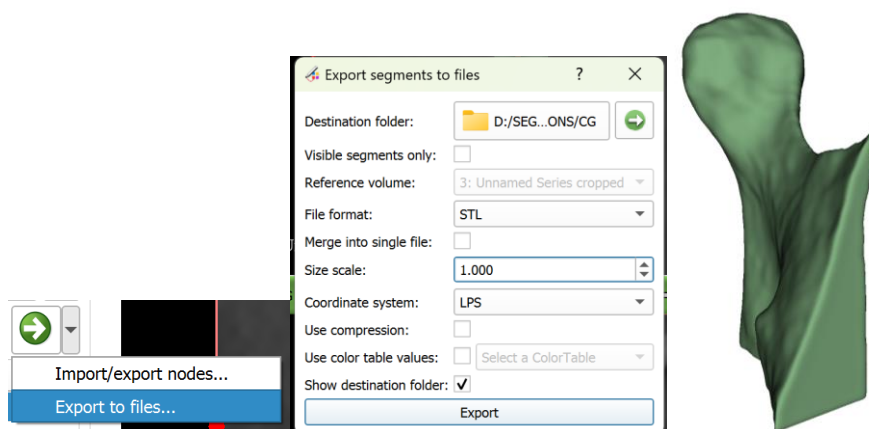 Import/export nodes...
Export to files...
Export segments to files ? X
Destination folder: D:/SEG...ONS/CG
Visible segments only:
Reference volume: 3: Unnamed Series cropped
File format: STL
Merge into single file:
Size scale: 1.000
Coordinate system: LPS
Use compression:
Use color table values: Select a ColorTable
Show destination folder:
Export